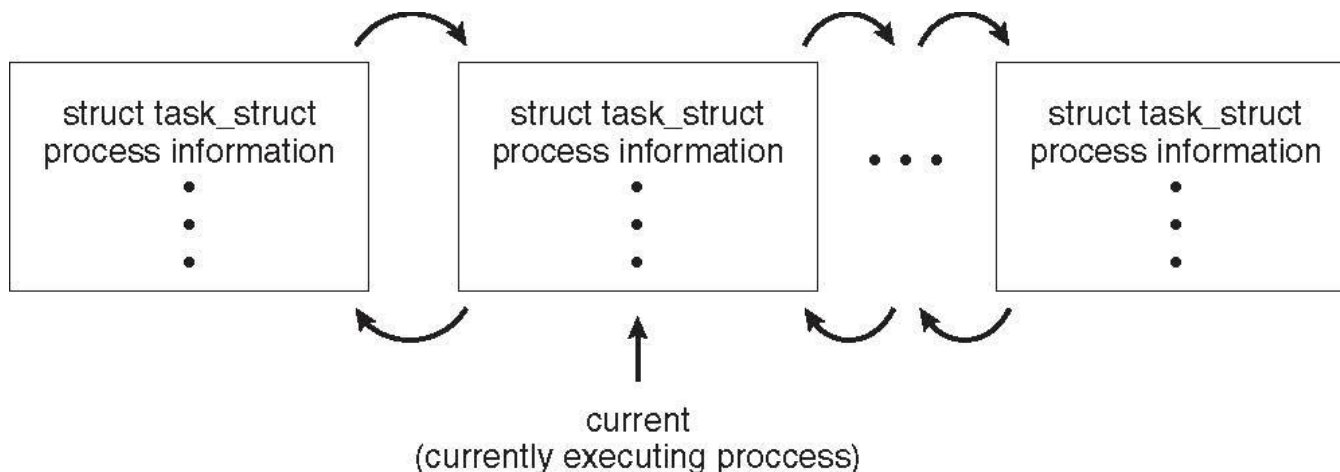 struct task_struct
process information
struct task_struct
process information
struct task_struct
process information
current
(currently executing proccess)